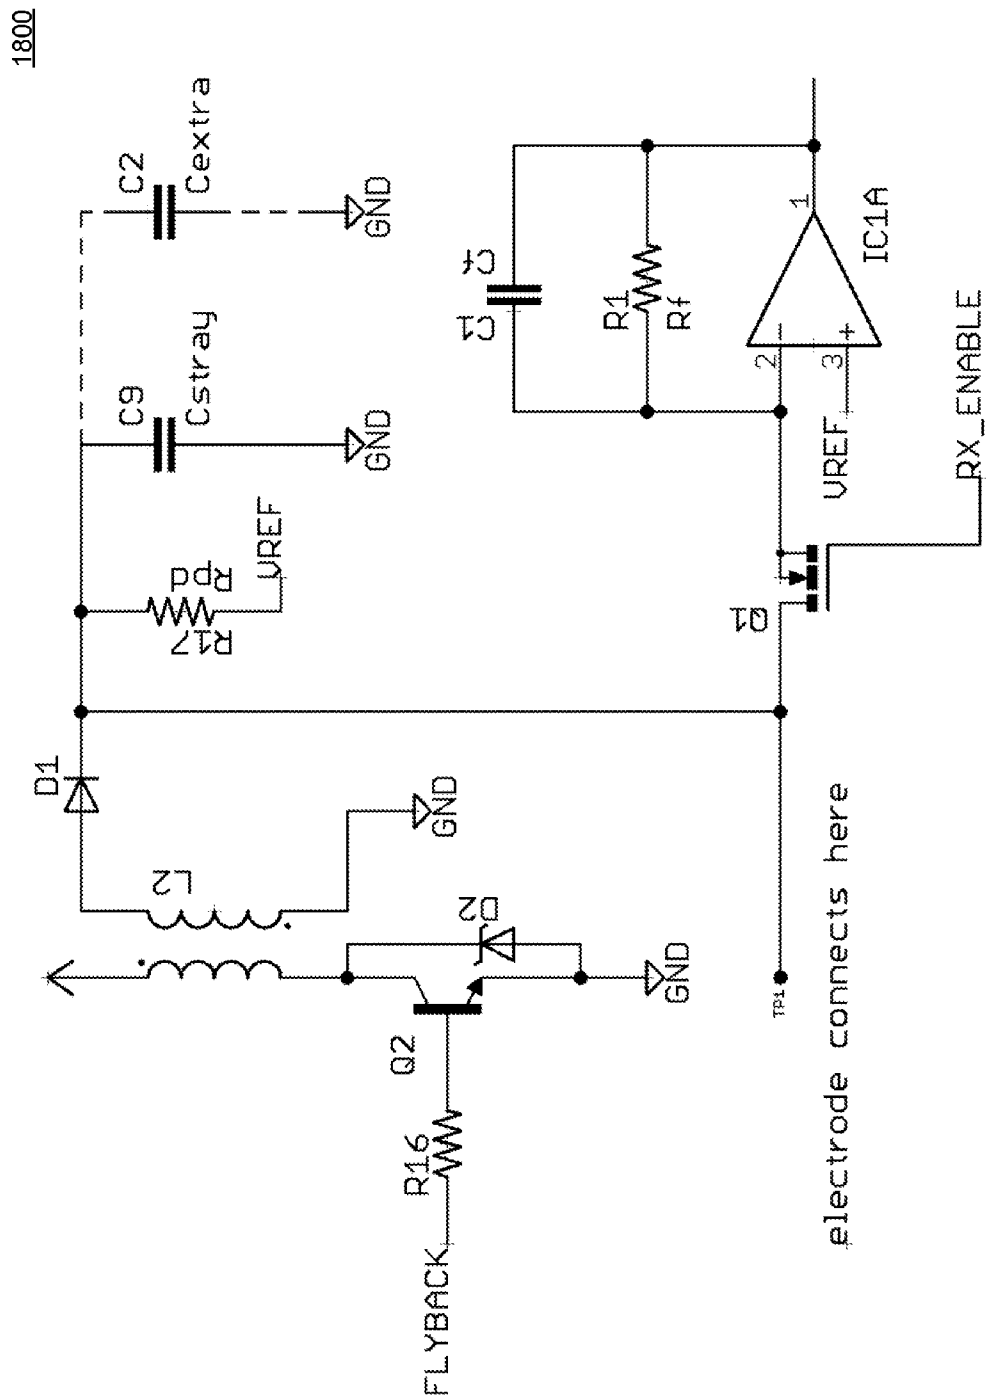 1800
C2
Cextra
GND
C9
Cstray
GND
Rpd
R17
VREF
D1
L2
GND
D2
Q2
GND
R16
FLYBACK
Cf
C1
R1
Rf
1
IC1A
2
3
-
+
VREF
RX_ENABLE
Q1
TP1
electrode connects here